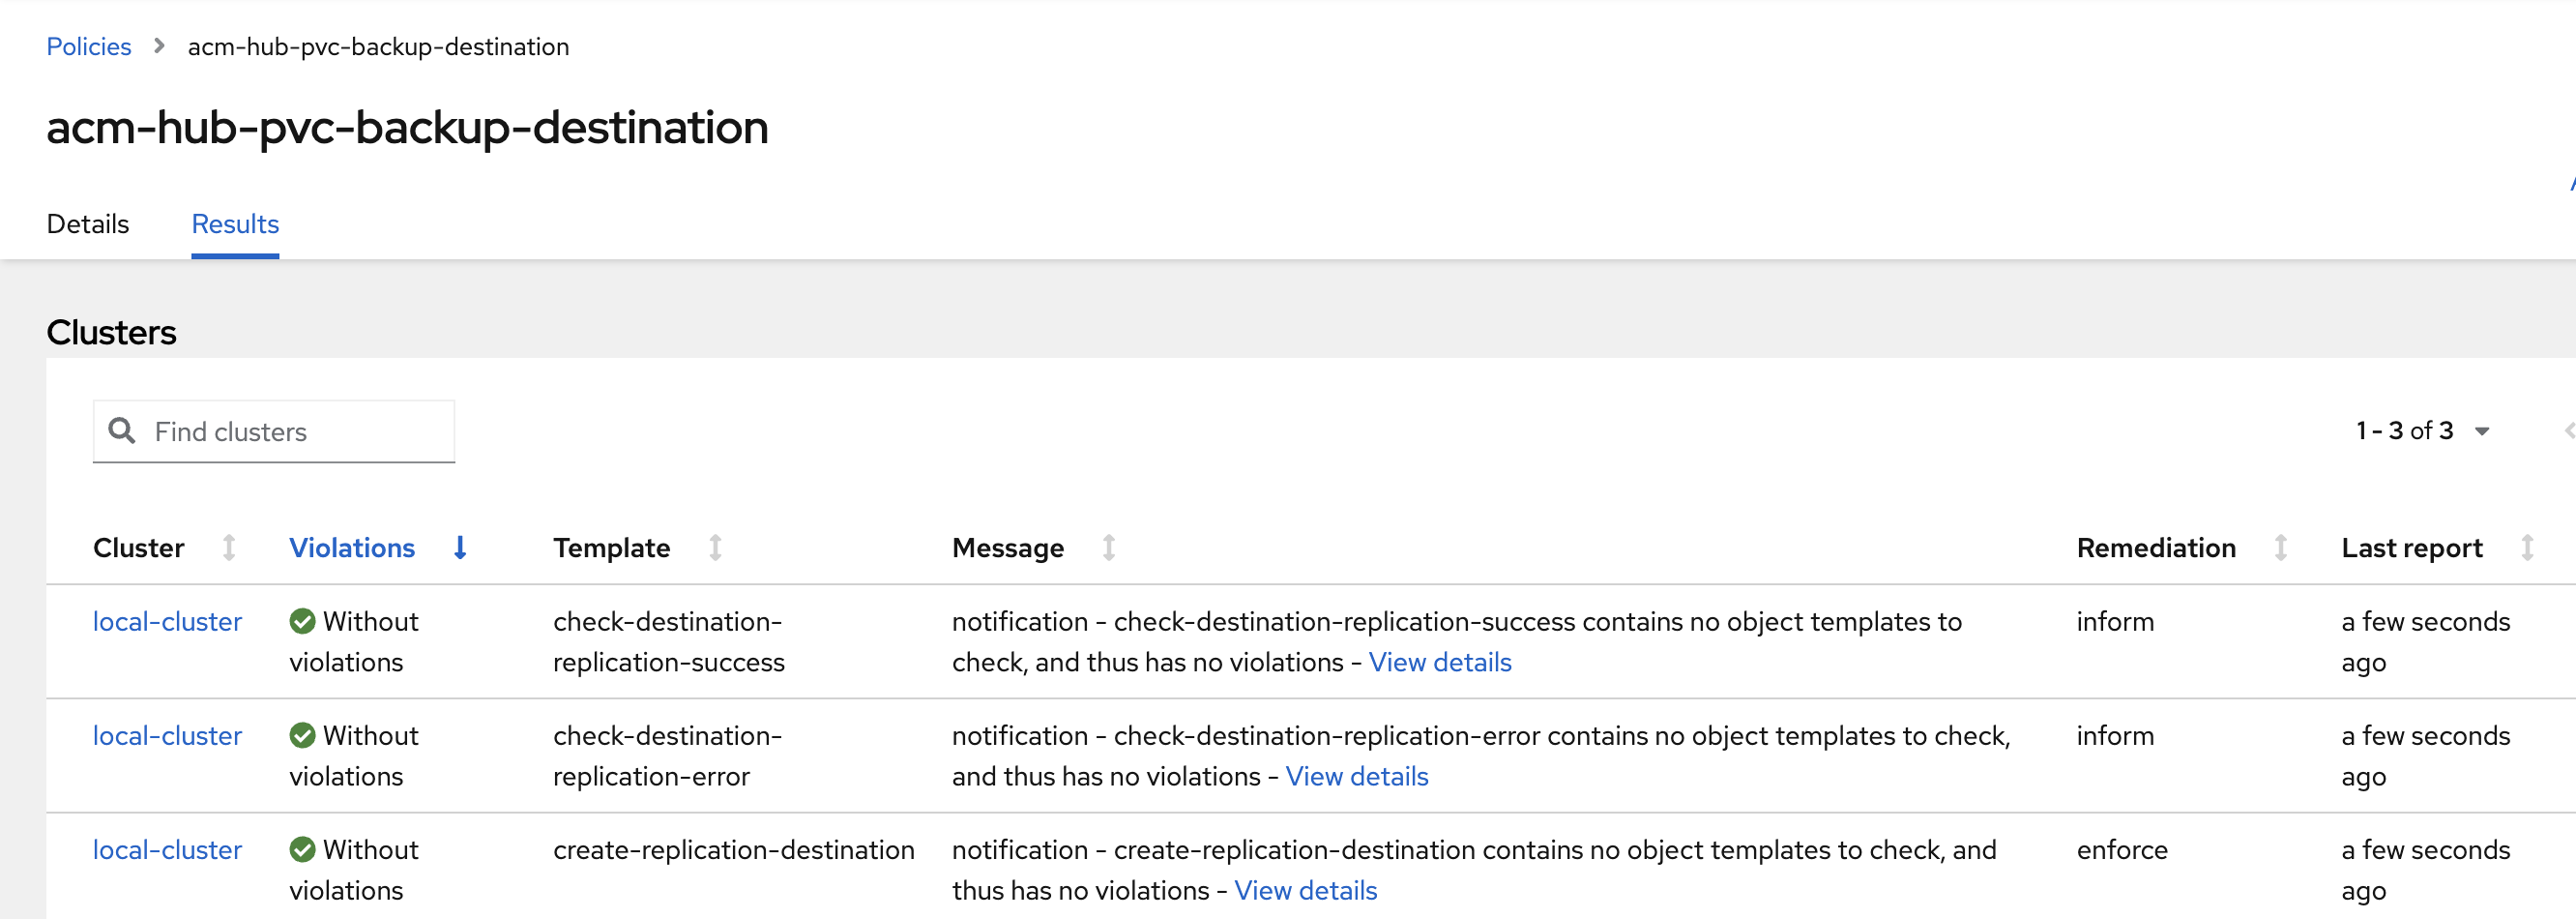 Policies > acm-hub-pvc-backup-destination
acm-hub-pvc-backup-destination
Details Results
Clusters
Find clusters
1 - 3 of 3
Cluster Violations Template Message Remediation Last report
local-cluster Without violations check-destination-replication-success notification - check-destination-replication-success contains no object templates to check, and thus has no violations - View details inform a few seconds ago
local-cluster Without violations check-destination-replication-error notification - check-destination-replication-error contains no object templates to check, and thus has no violations - View details inform a few seconds ago
local-cluster Without violations create-replication-destination notification - create-replication-destination contains no object templates to check, and thus has no violations - View details enforce a few seconds ago